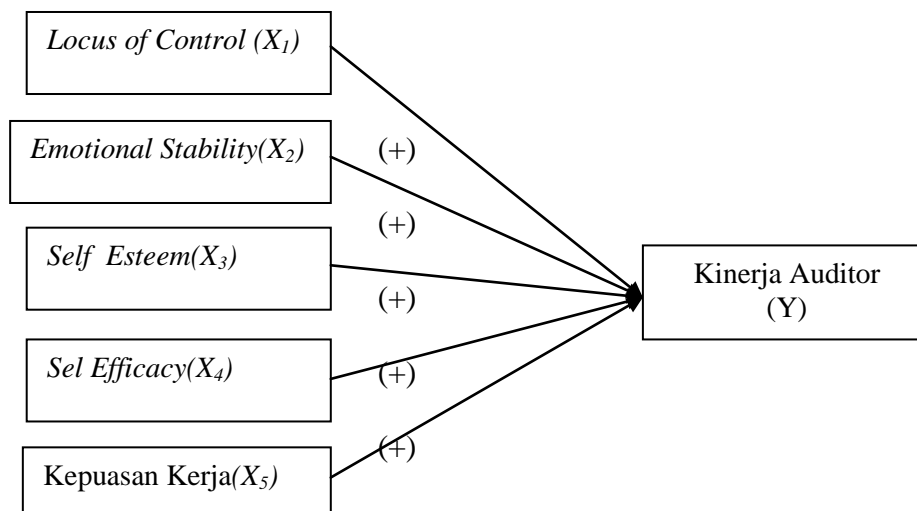 Locus of Control (X1)
Emotional Stability(X2)
(+)
(+)
Self Esteem(X3)
(+)
Kinerja Auditor
(Y)
Sel Efficacy(X4)
(+)
Kepuasan Kerja(X5)
(+)